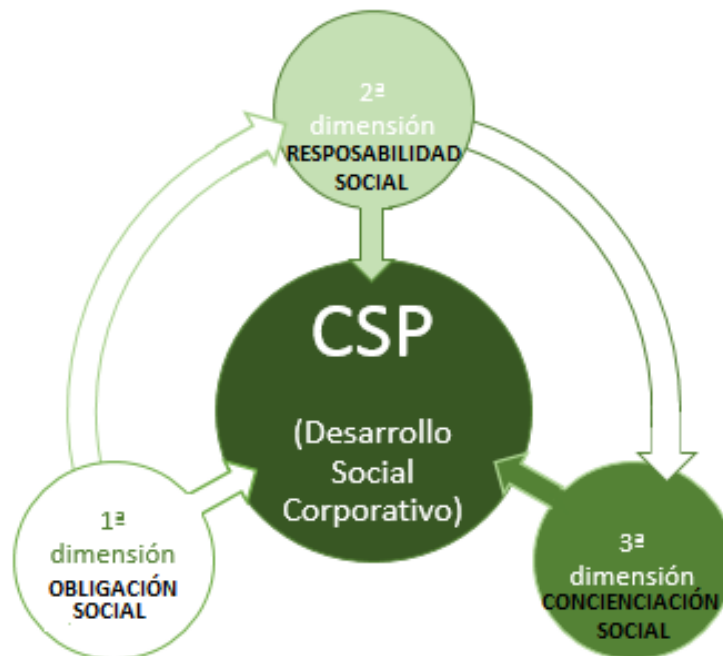 2ª
dimensión
RESPOSABILIDAD
SOCIAL
CSP
(Desarrollo
Social
Corporativo)
1ª
dimensión
OBLIGACIÓN
SOCIAL
3ª
dimensión
CONCIENCIACIÓN
SOCIAL